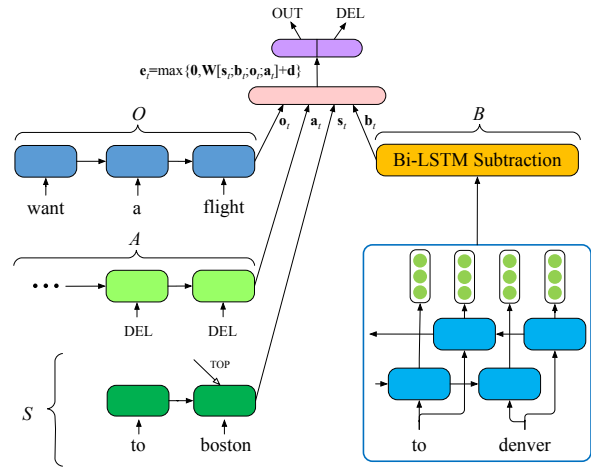 OUT DEL
e_t=max{0,W[s_t;b_t;o_t;a_t]+d}
o_t a_t s_t b_t
O
B
Bi-LSTM Subtraction
want a flight
A
...
DEL DEL
TOP
S
to boston
to denver